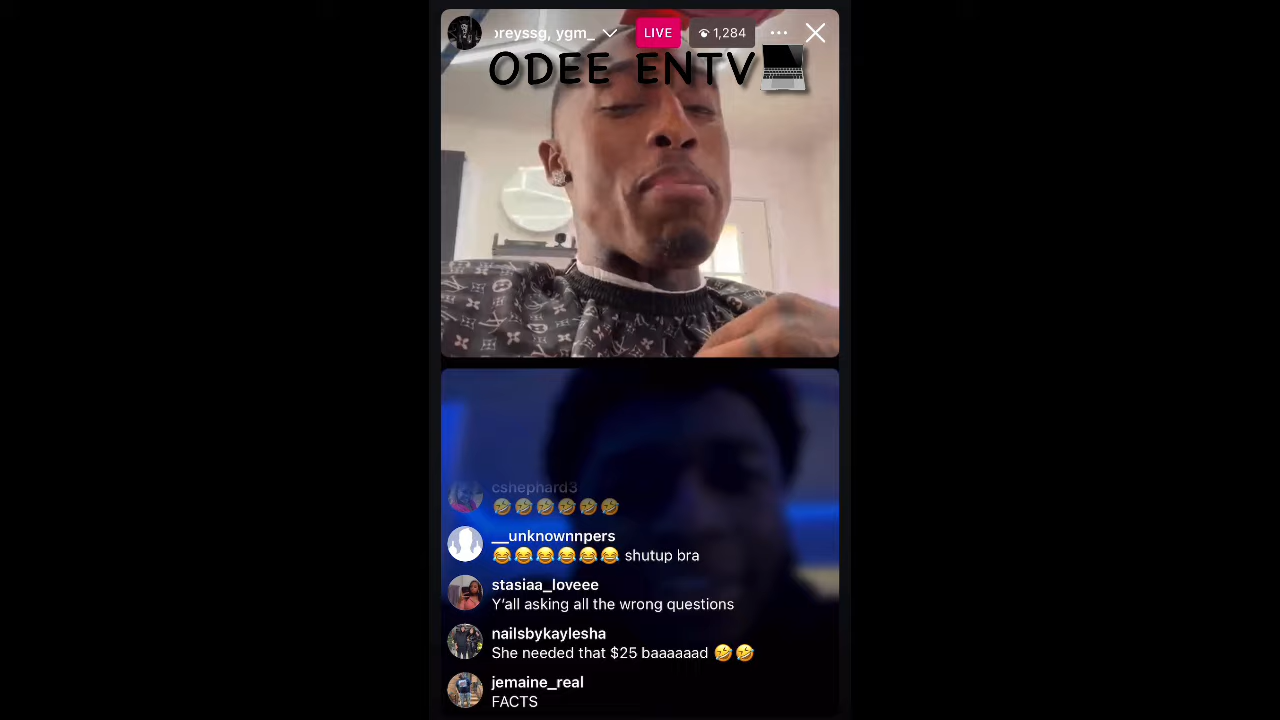 oreyssg, ygm_
LIVE
1,284
ODEE ENTV💻
cshephard3
🤣🤣🤣🤣🤣🤣
__unknownnpers
😂😂😂😂😂😂 shutup bra
stasiaa_loveee
Y'all asking all the wrong questions
nailsbykaylesha
She needed that $25 baaaaaad 🤣🤣
jemaine_real
FACTS